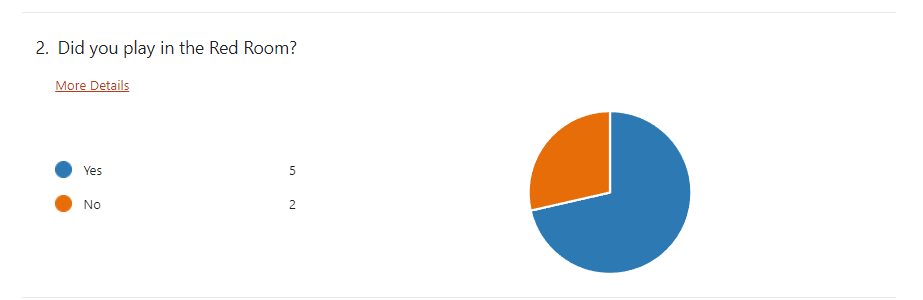 2. Did you play in the Red Room?
More Details
Yes 5
No 2